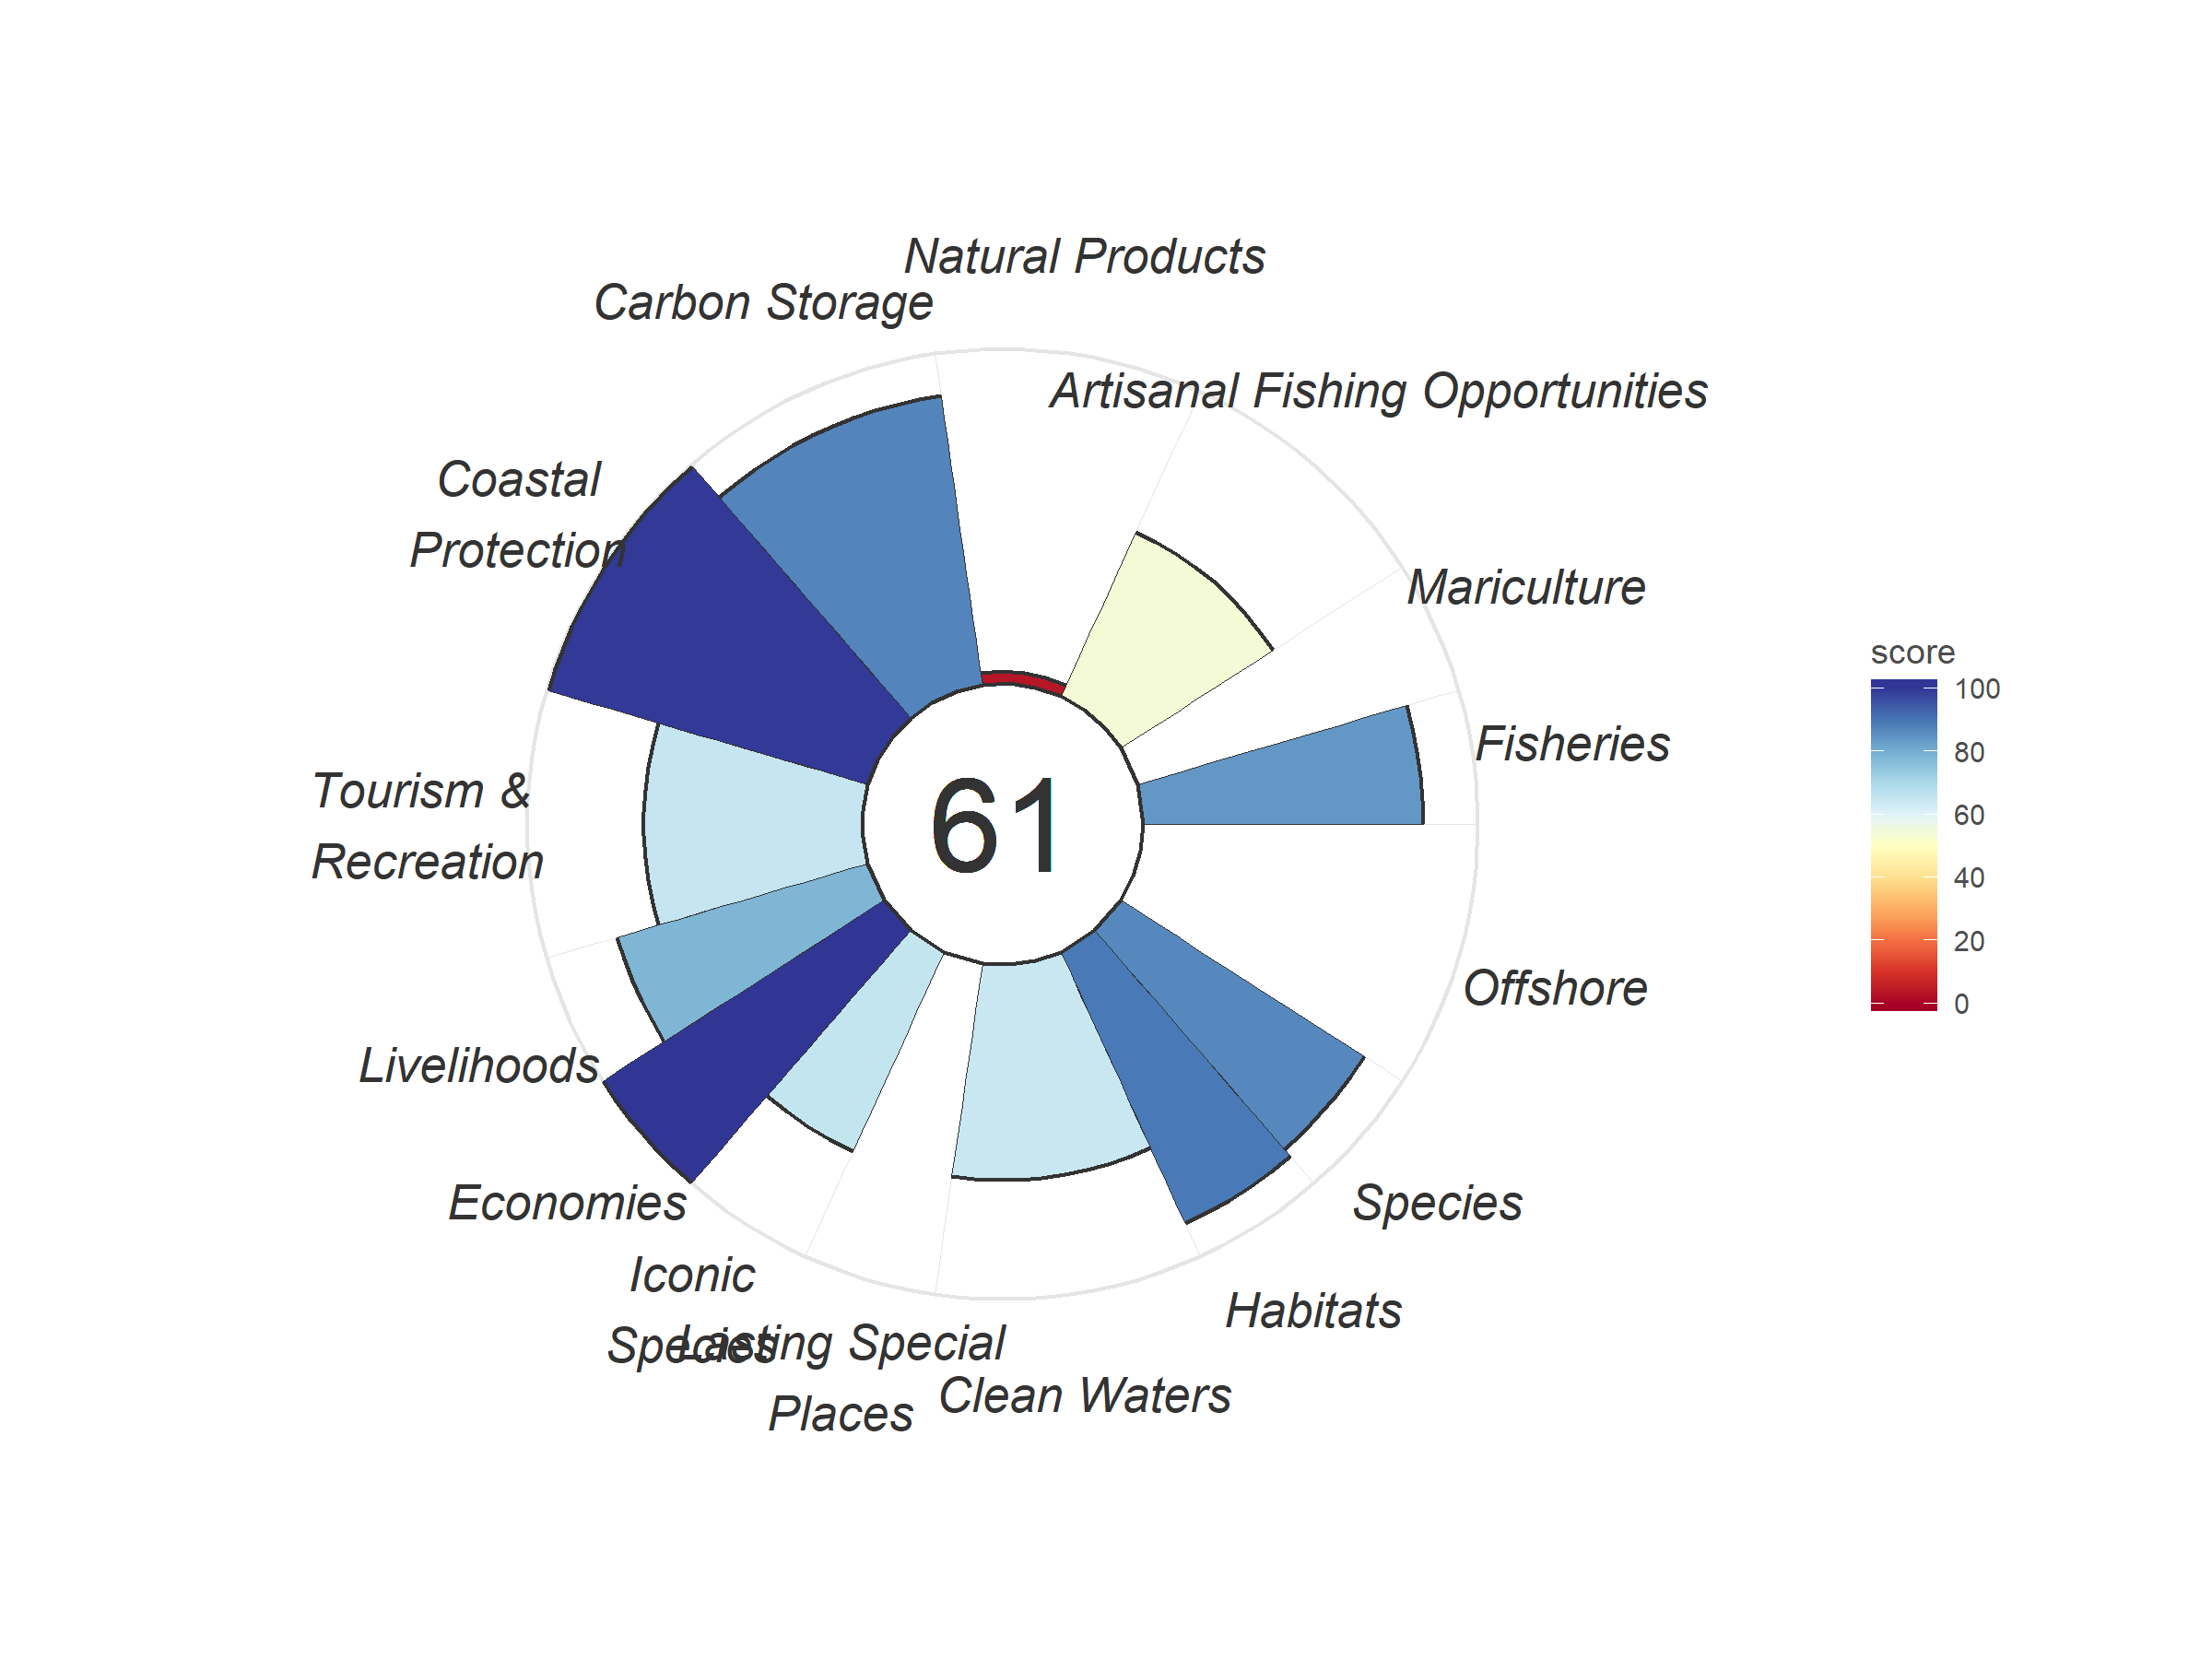 Natural Products
Carbon Storage
Artisanal Fishing Opportunities
Coastal
Protection
Mariculture
Fisheries
score
100
80
60
40
20
0
61
Tourism &
Recreation
Offshore
Livelihoods
Economies
Species
Iconic
Species
Habitats
Lasting Special
Places
Clean Waters